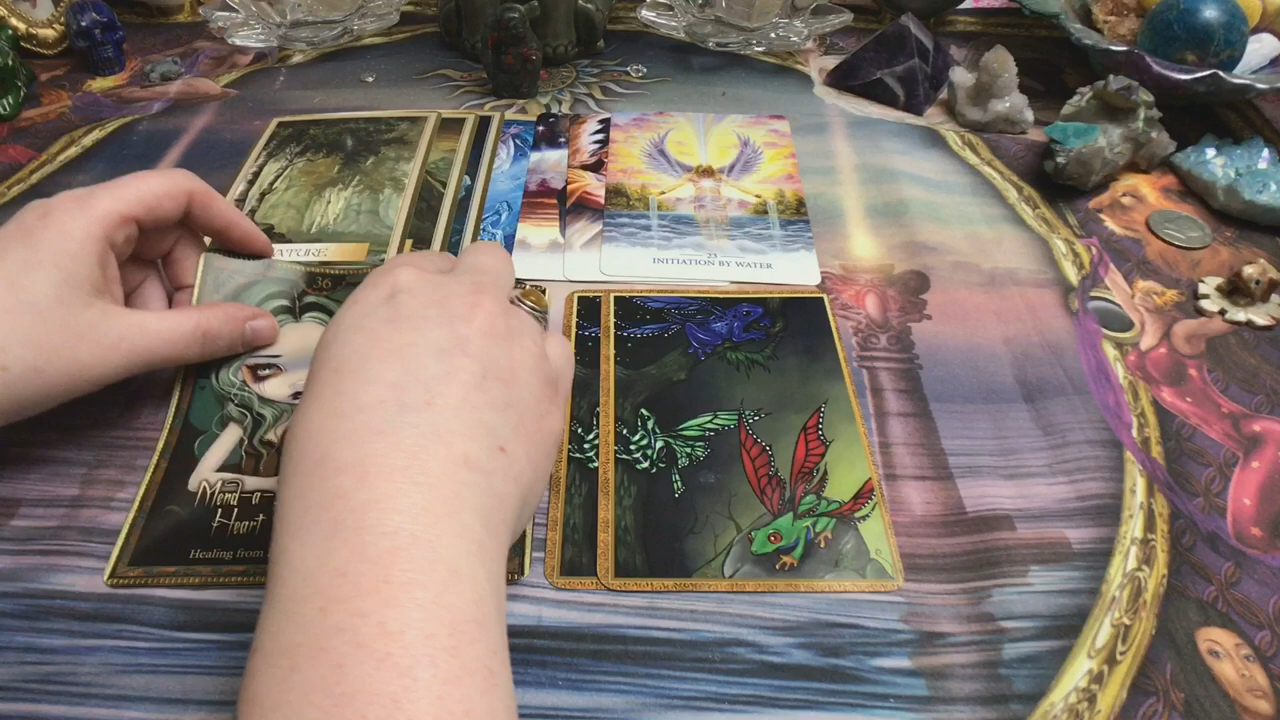 ATURE
23
INITIATION BY WATER
36
Mend-a-
Heart
Healing from